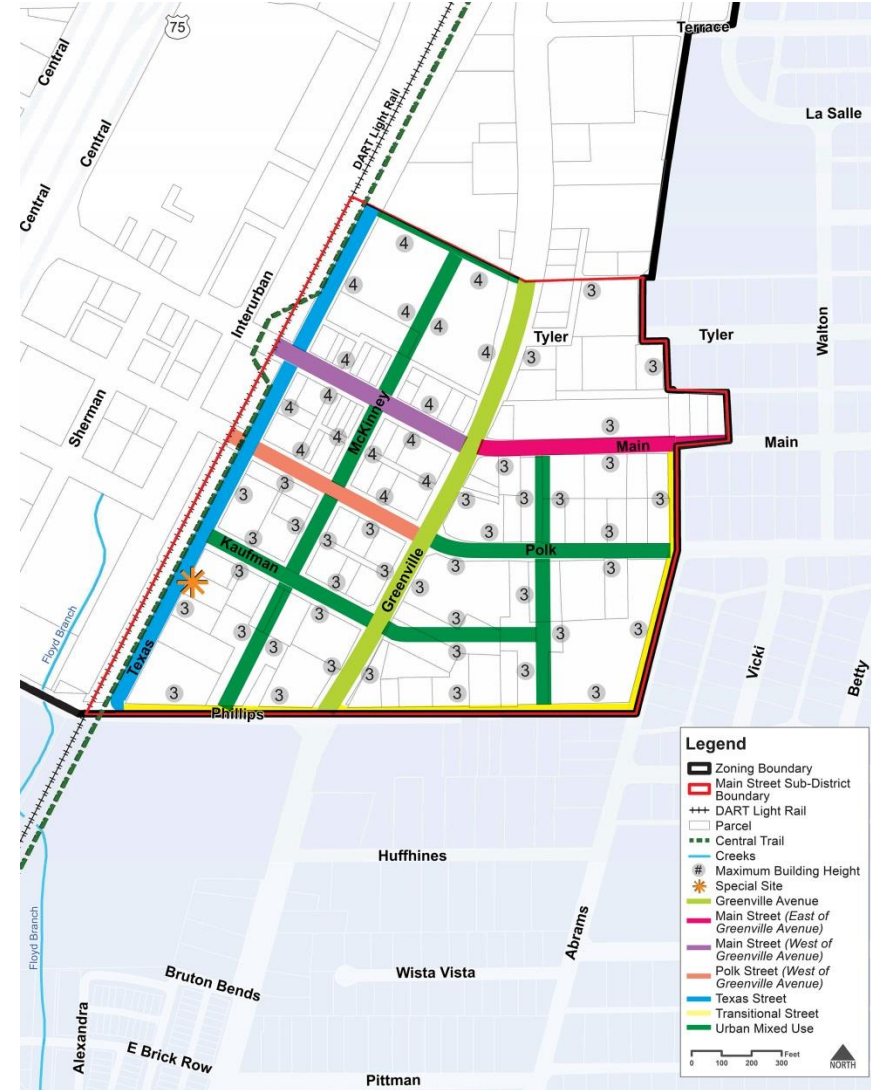 75
Terrace
Central
DART Light Rail
La Salle
Central
Central
4
4
4
Interurban
3
4
4
Walton
Tyler
Tyler
4
3
3
4
Sherman
4
4
McKinney
4
4
3
4
4
Main
Main
4
4
3
3
3
3
4
3
3
3
3
3
3
3
3
3
Kaufman
Polk
3
3
3
3
3
Greenville
3
3
3
3
3
3
3
3
Floyd Branch
Texas
3
3
3
3
3
3
3
3
Vicki
Betty
Phillips
Legend
Zoning Boundary
Main Street Sub-District
Boundary
DART Light Rail
Parcel
Central Trail
Creeks
# Maximum Building Height
Special Site
Greenville Avenue
Main Street (East of
Greenville Avenue)
Main Street (West of
Greenville Avenue)
Polk Street (West of
Greenville Avenue)
Texas Street
Transitional Street
Urban Mixed Use
0 100 200 300 Feet
NORTH
Huffhines
Abrams
Floyd Branch
Bruton Bends
Wista Vista
Alexandra
E Brick Row
Pittman